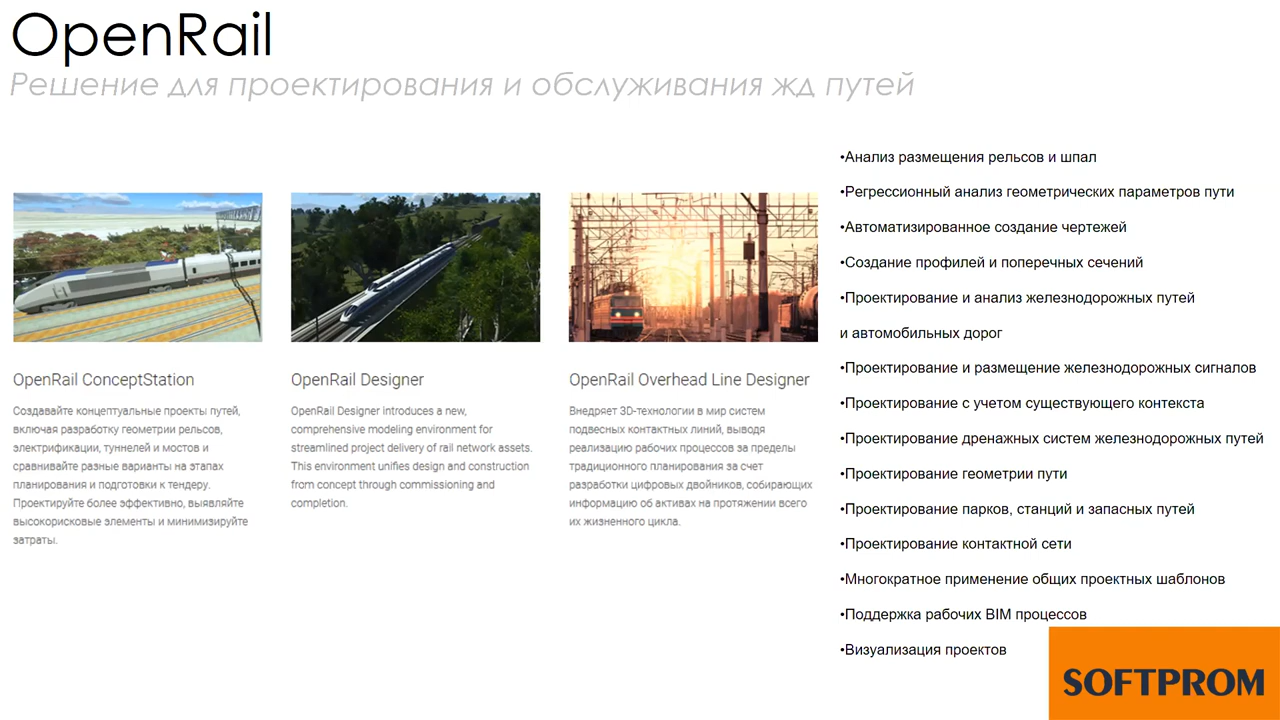 OpenRail
Решение для проектирования и обслуживания жд путей
OpenRail ConceptStation
Создавайте концептуальные проекты путей,
включая разработку геометрии рельсов,
электрификации, туннелей и мостов и
сравнивайте разные варианты на этапах
планирования и подготовки к тендеру.
Проектируйте более эффективно, выявляйте
высокорисковые элементы и минимизируйте
затраты.
OpenRail Designer
OpenRail Designer introduces a new,
comprehensive modeling environment for
streamlined project delivery of rail network assets.
This environment unifies design and construction
from concept through commissioning and
completion.
OpenRail Overhead Line Designer
Внедряет 3D-технологии в мир систем
подвесных контактных линий, выводя
реализацию рабочих процессов за пределы
традиционного планирования за счет
разработки цифровых двойников, собирающих
информацию об активах на протяжении всего
их жизненного цикла.
•Анализ размещения рельсов и шпал
•Регрессионный анализ геометрических параметров пути
•Автоматизированное создание чертежей
•Создание профилей и поперечных сечений
•Проектирование и анализ железнодорожных путей
и автомобильных дорог
•Проектирование и размещение железнодорожных сигналов
•Проектирование с учетом существующего контекста
•Проектирование дренажных систем железнодорожных путей
•Проектирование геометрии пути
•Проектирование парков, станций и запасных путей
•Проектирование контактной сети
•Многократное применение общих проектных шаблонов
•Поддержка рабочих BIM процессов
•Визуализация проектов
SOFTPROM